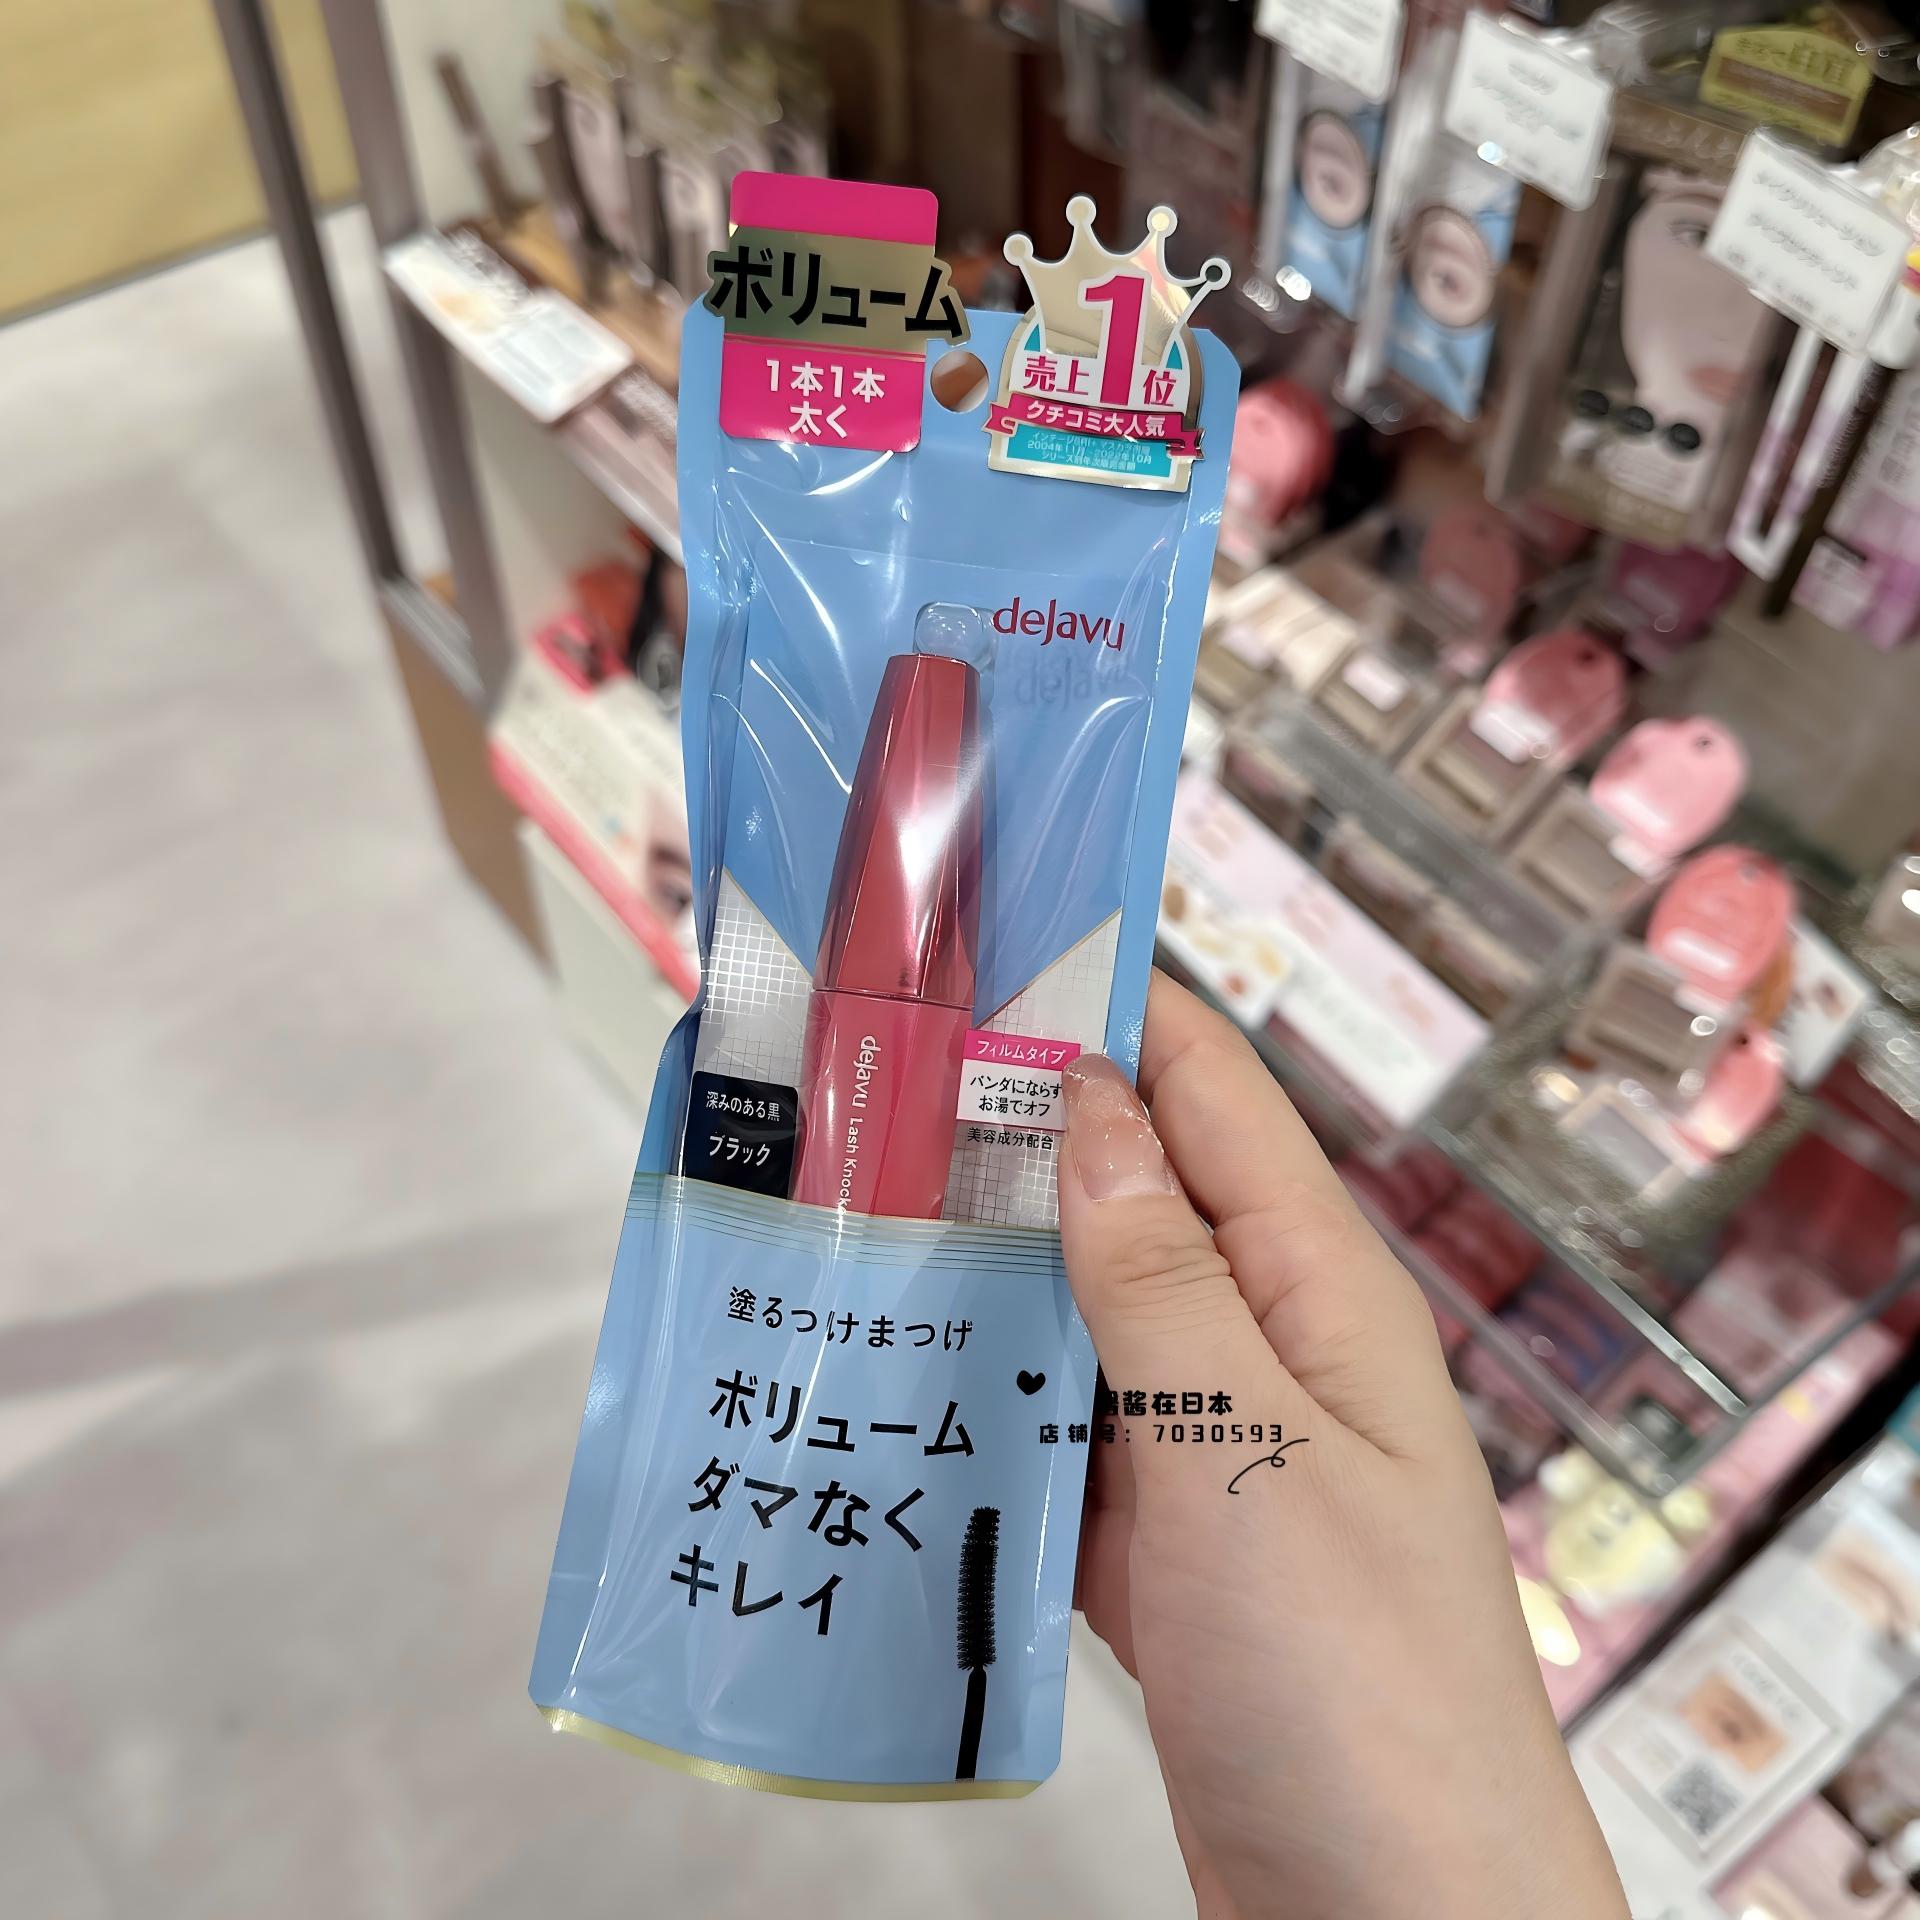 ボリューム
1本1本
太く
売上1位
クチコミ大人気
dejavu
dejavu Lash Knock
フィルムタイプ
パンダにならず
お湯でオフ
美容成分配合
深みのある黒
ブラック
塗るつけまつげ
ボリューム
ダマなく
キレイ
酱在日本
店铺号：7030593